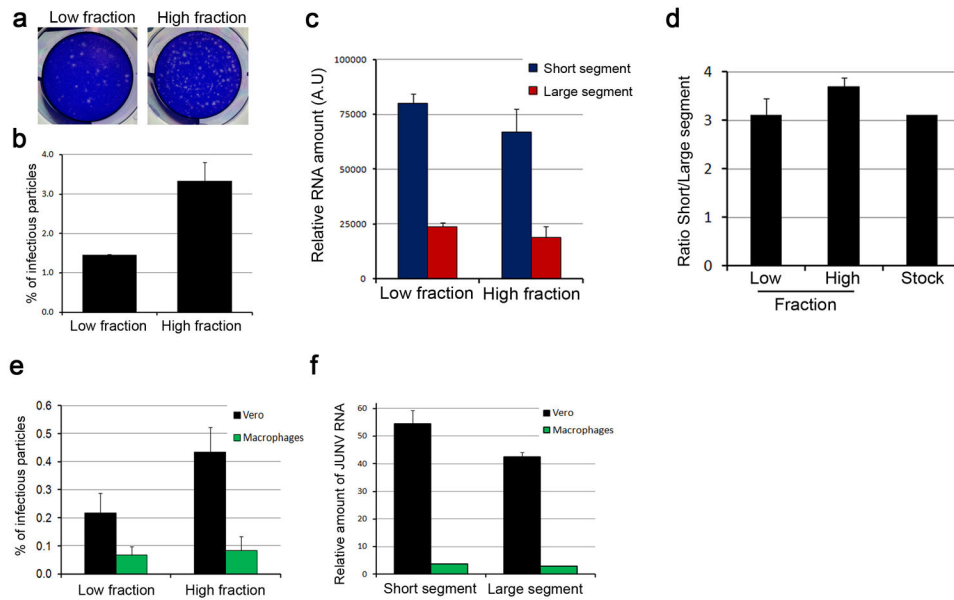 a
Low fraction
High fraction
b
% of infectious particles
4.0
3.0
2.0
1.0
0.0
Low fraction
High fraction
c
Relative RNA amount (A.U)
100000
75000
50000
25000
0
Short segment
Large segment
Low fraction
High fraction
d
Ratio Short/Large segment
4
3
2
1
0
Low
High
Stock
Fraction
e
% of infectious particles
0.6
0.5
0.4
0.3
0.2
0.1
0.0
Vero
Macrophages
Low fraction
High fraction
f
Relative amount of JUNV RNA
60
50
40
30
20
10
0
Vero
Macrophages
Short segment
Large segment